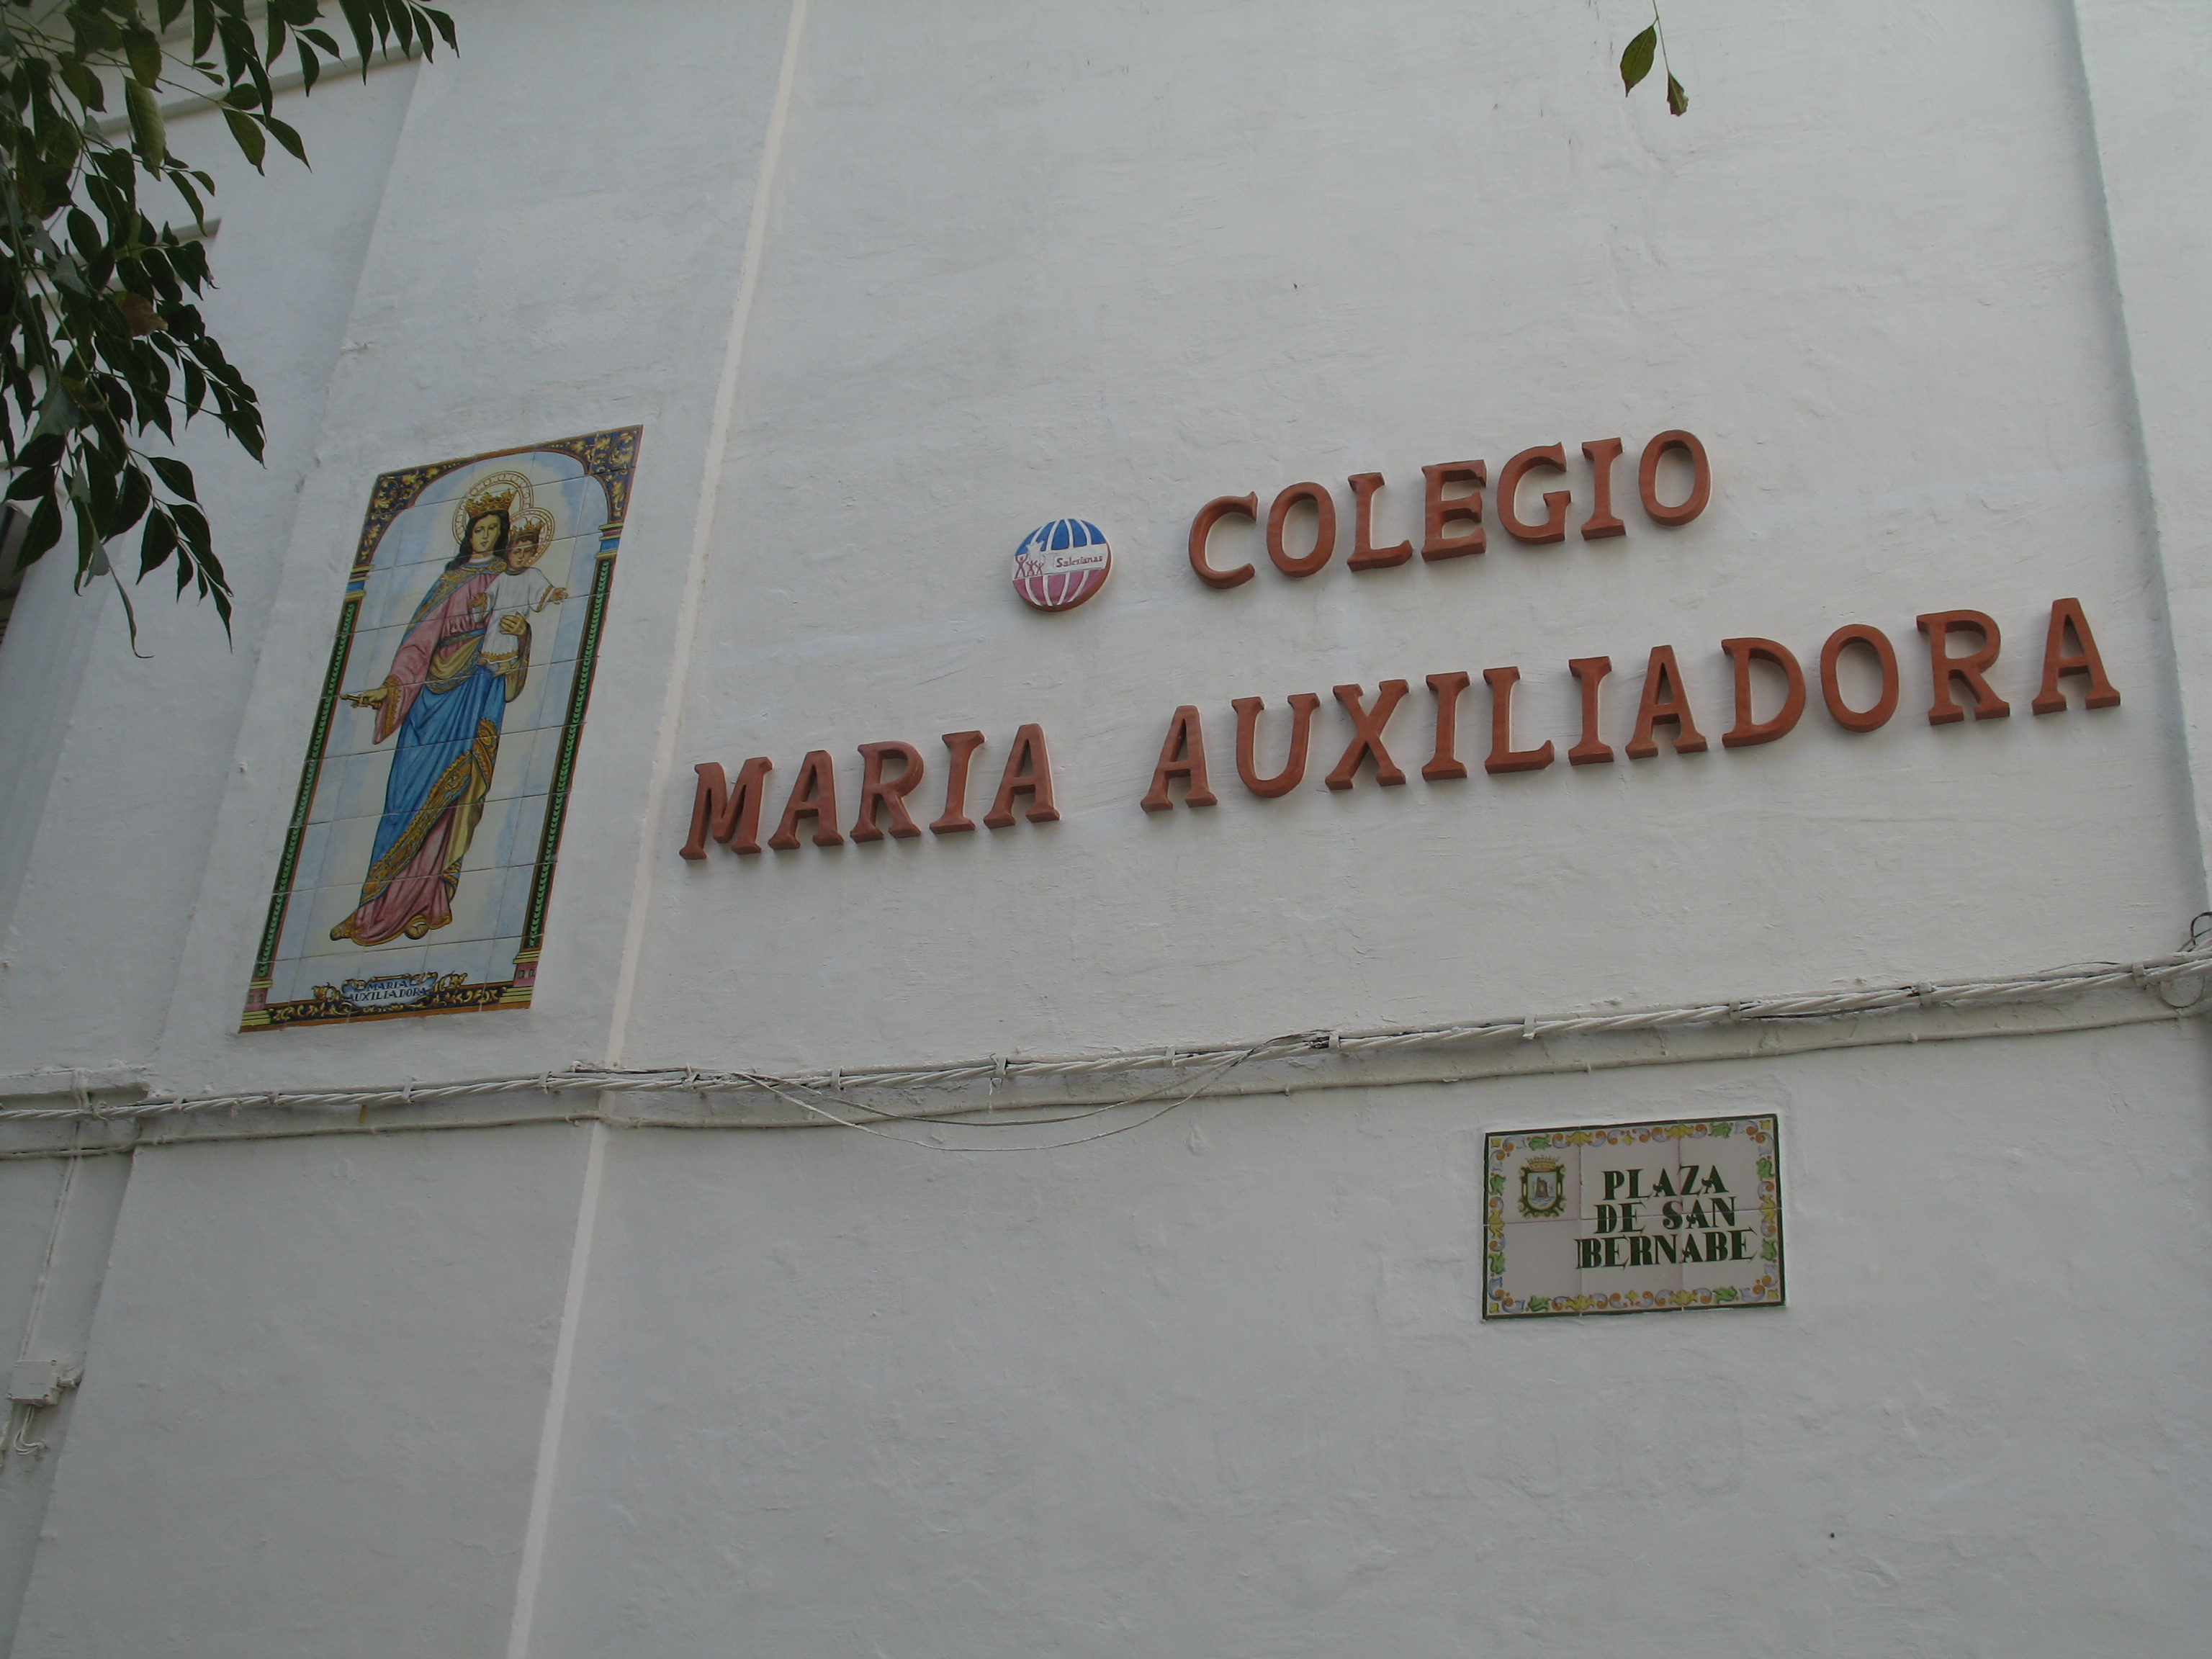 COLEGIO
Salesianas
MARIA AUXILIADORA
MARIA
AUXILIADORA
PLAZA
DE SAN
BERNABE